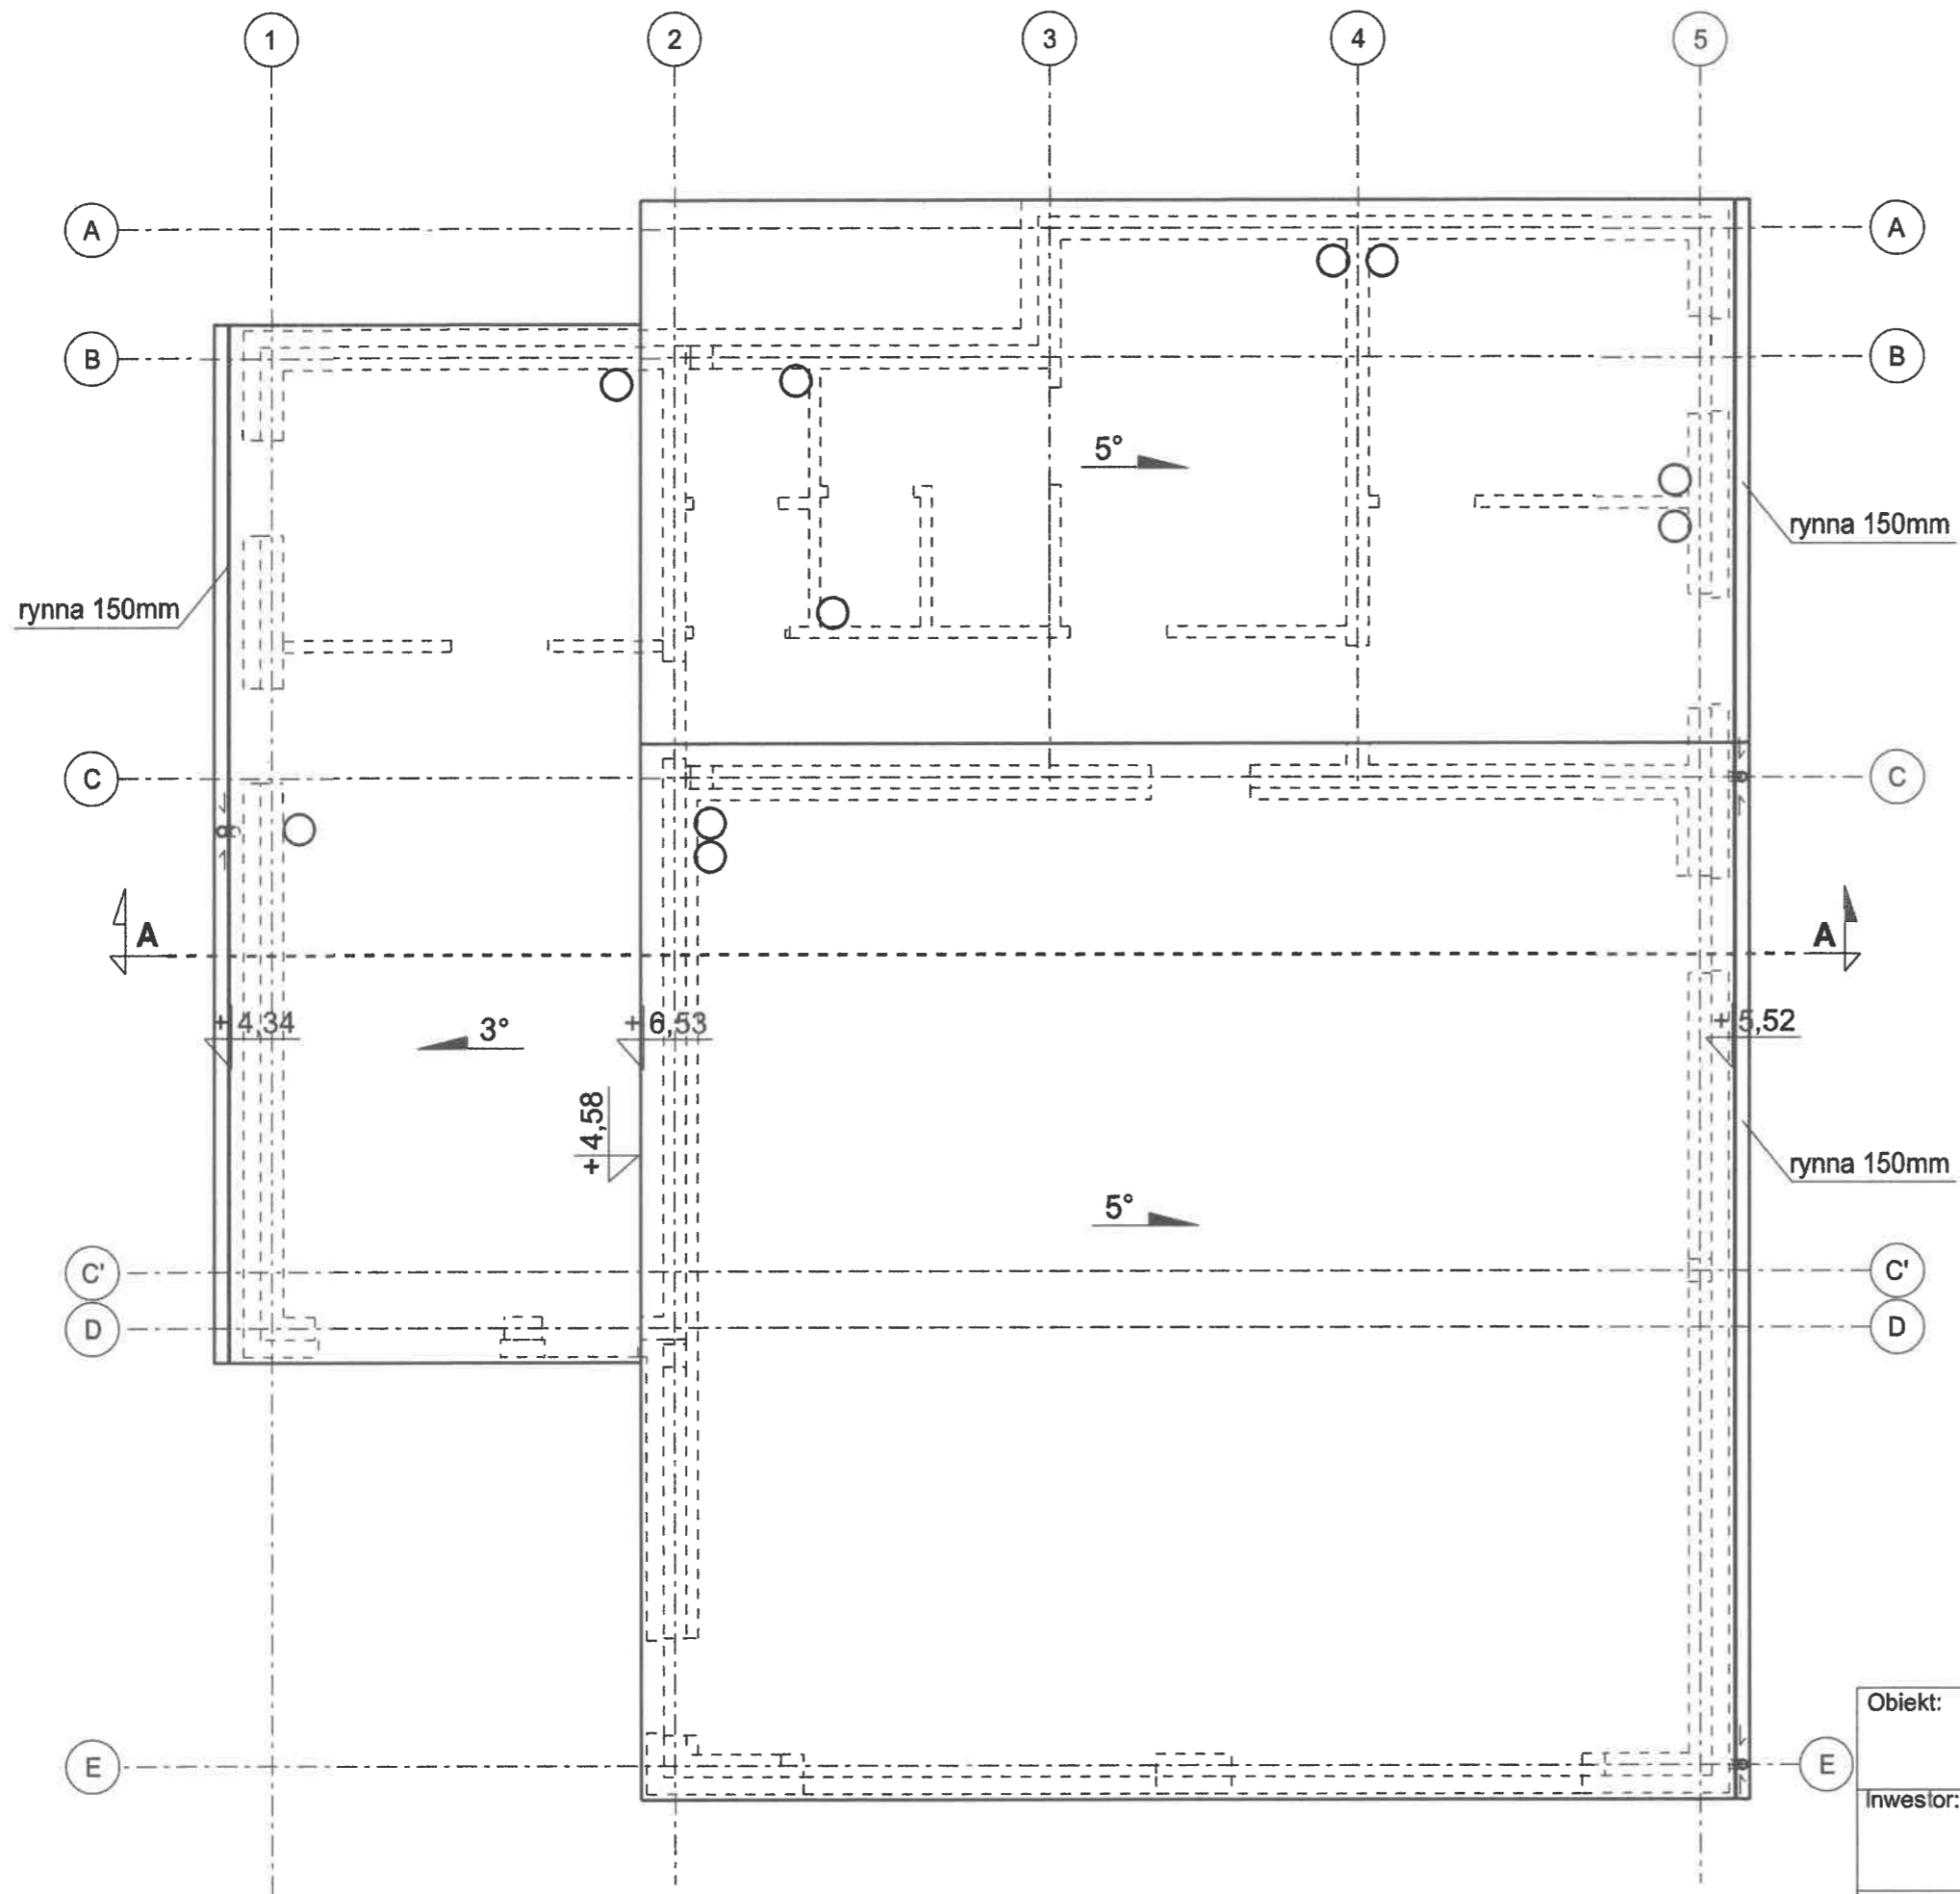 1 2 3 4 5
A A
B B
5°
rynna 150mm
rynna 150mm
C C
A A
+4,34 3° +6,53 +5,52
+4,58
rynna 150mm
5°
C' C'
D D
Obiekt:
E E
Inwestor: